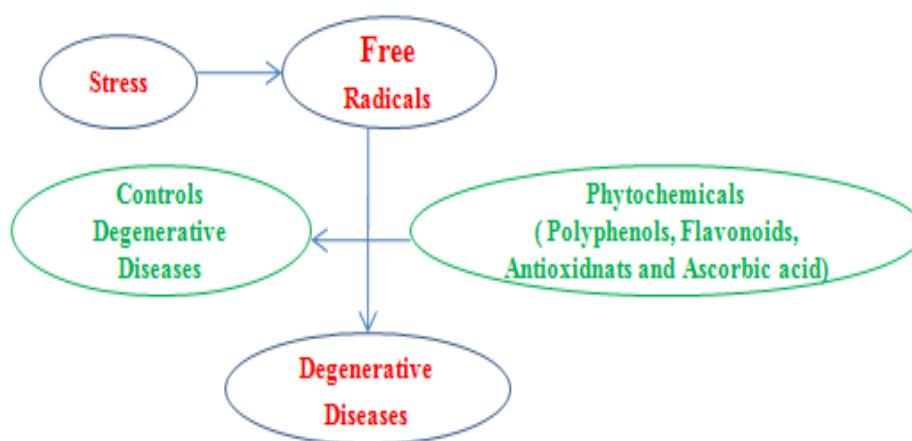 Stress
Free
Radicals
Controls
Degenerative
Diseases
Phytochemicals
( Polyphenols, Flavonoids,
Antioxidnats and Ascorbic acid)
Degenerative
Diseases